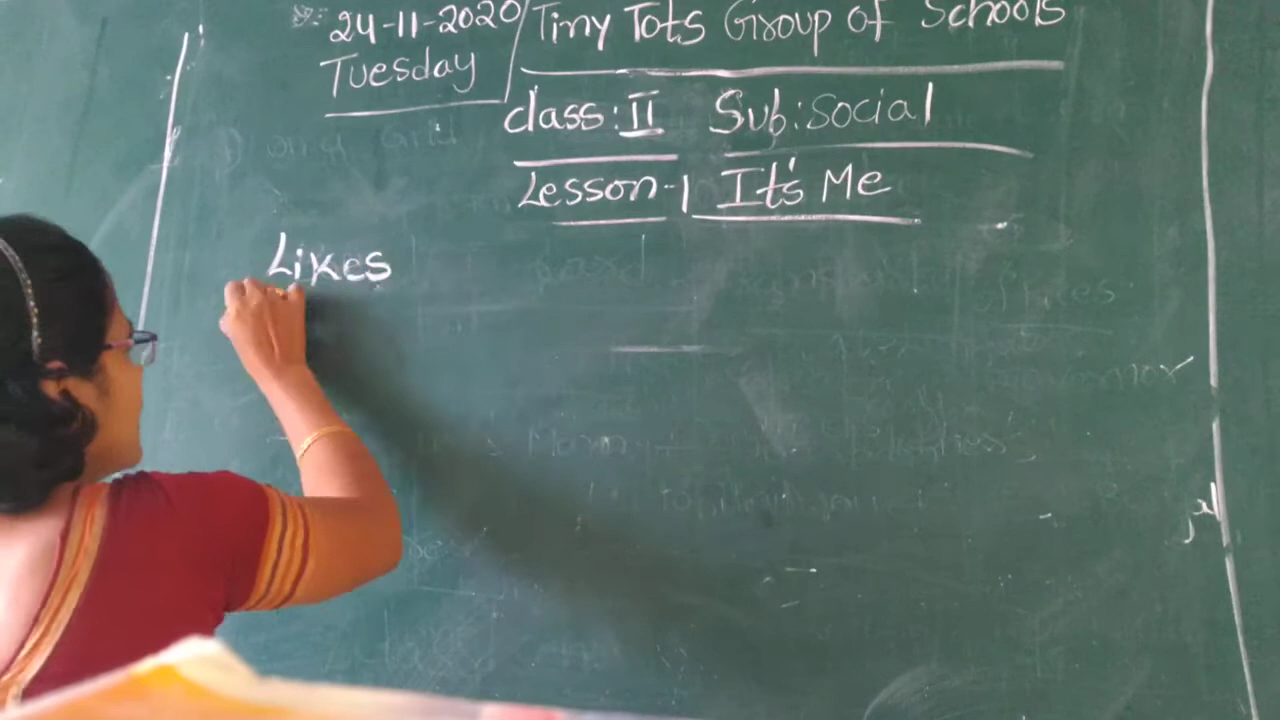 24-11-2020
Tuesday
Tiny Tots Group of Schools
class: II Sub: Social
Lesson-1 It's Me
Likes